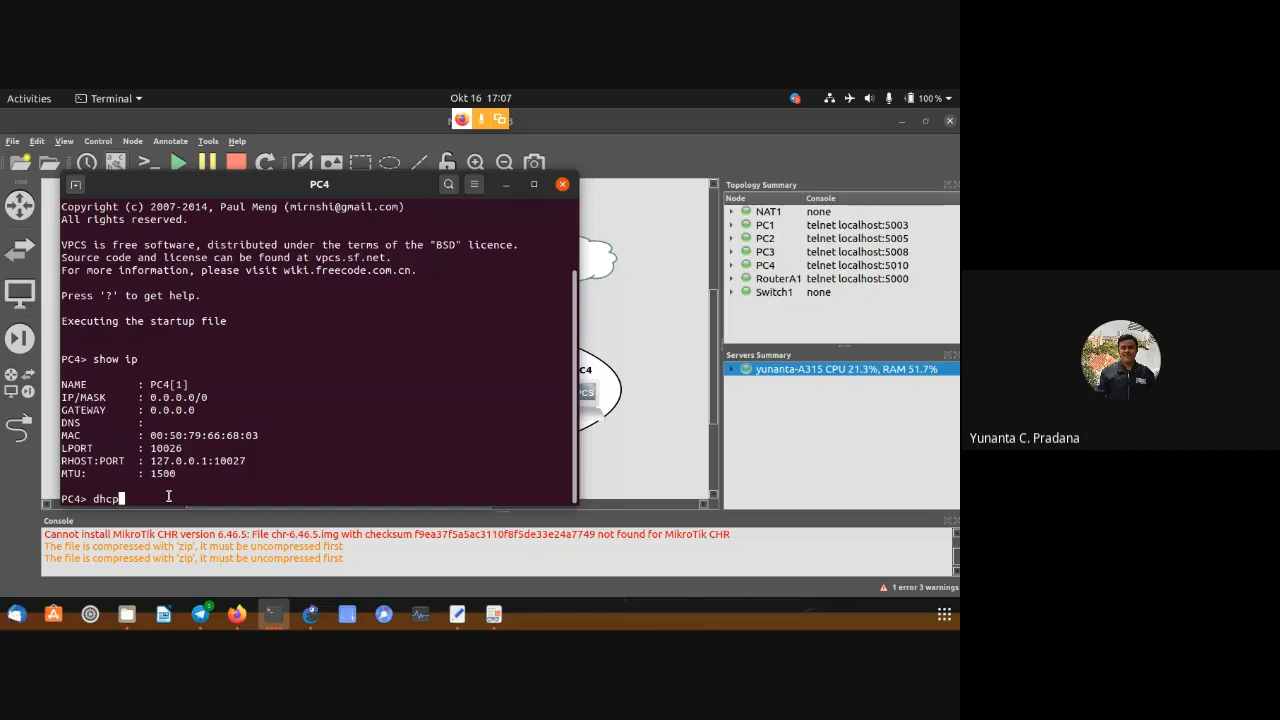 Activities
Terminal
Okt 16 17:07
100 %
File Edit View Control Node Annotate Tools Help
PC4
Copyright (c) 2007-2014, Paul Meng (mirnshi@gmail.com)
All rights reserved.
VPCS is free software, distributed under the terms of the "BSD" licence.
Source code and license can be found at vpcs.sf.net.
For more information, please visit wiki.freecode.com.cn.
Press '?' to get help.
Executing the startup file
PC4> show ip
NAME : PC4[1]
IP/MASK : 0.0.0.0/0
GATEWAY : 0.0.0.0
DNS :
MAC : 00:50:79:66:68:03
LPORT : 10026
RHOST:PORT : 127.0.0.1:10027
MTU: : 1500
PC4> dhcp
Topology Summary
Node Console
NAT1 none
PC1 telnet localhost:5003
PC2 telnet localhost:5005
PC3 telnet localhost:5008
PC4 telnet localhost:5010
RouterA1 telnet localhost:5000
Switch1 none
Servers Summary
yunanta-A315 CPU 21.3%, RAM 51.7%
Console
Cannot install MikroTik CHR version 6.46.5: File chr-6.46.5.img with checksum f9ea37f5a5ac3110f8f5de33e24a7749 not found for MikroTik CHR
The file is compressed with 'zip', it must be uncompressed first
The file is compressed with 'zip', it must be uncompressed first
1 error 3 warnings
Yunanta C. Pradana